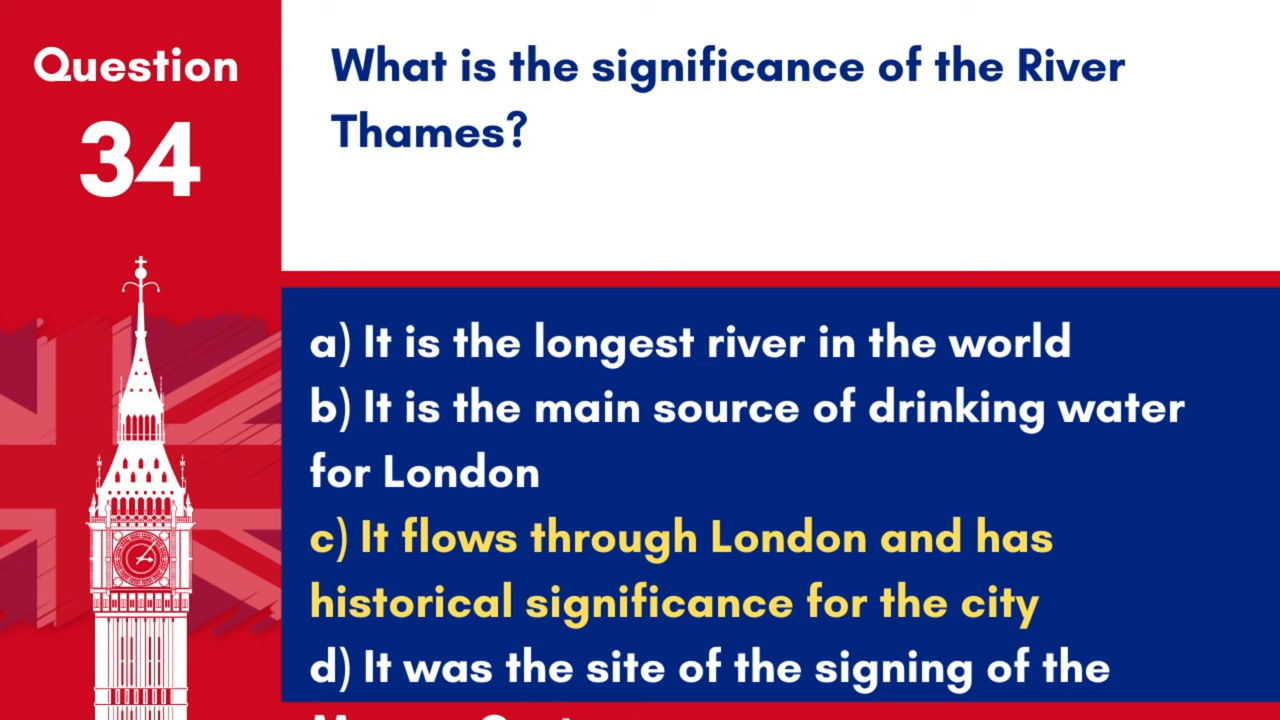 Question
34
What is the significance of the River
Thames?
a) It is the longest river in the world
b) It is the main source of drinking water
for London
c) It flows through London and has
historical significance for the city
d) It was the site of the signing of the